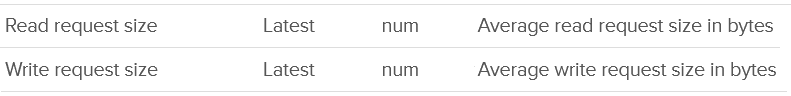 Read request size Latest num Average read request size in bytes
Write request size Latest num Average write request size in bytes